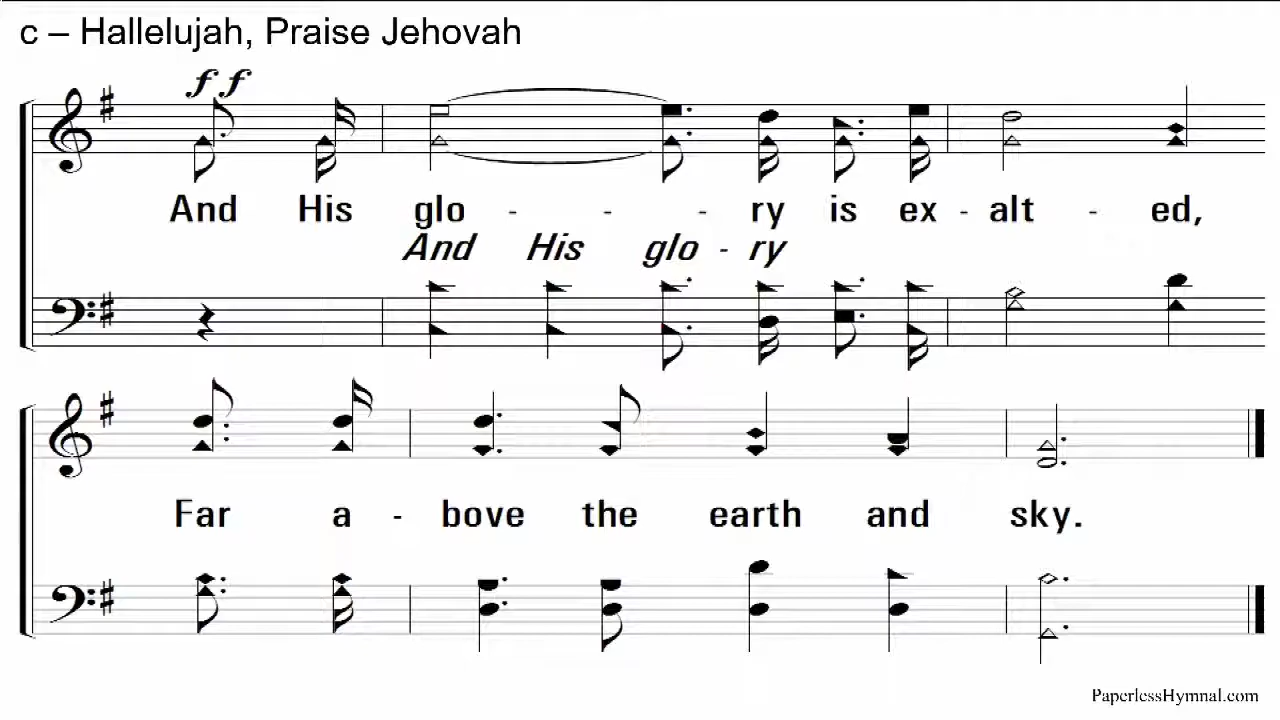 c – Hallelujah, Praise Jehovah
ff
And His glo - - - ry is ex - alt - ed,
And His glo - ry
Far a - bove the earth and sky.
PaperlessHymnal.com